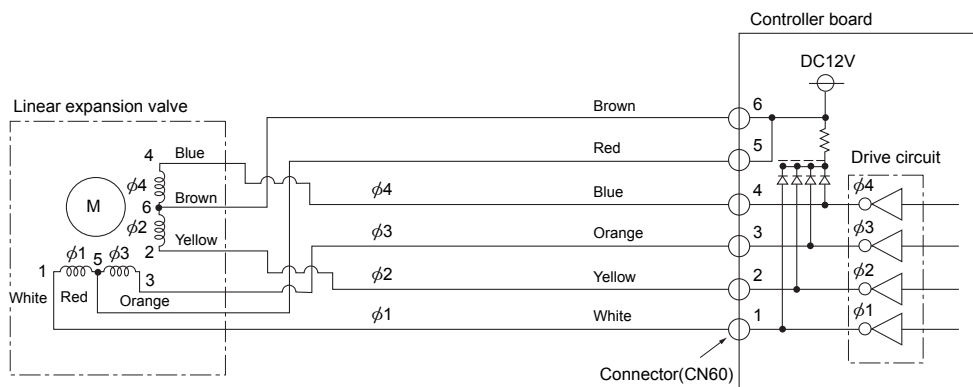 Controller board
DC12V
Linear expansion valve
Brown
6
Red
5
Drive circuit
4
Blue
ϕ4
ϕ4
Blue
4
ϕ4
M
6
Brown
ϕ3
Orange
3
ϕ3
ϕ2
2
Yellow
ϕ2
Yellow
2
ϕ2
ϕ1
5
ϕ3
1
3
White
Red
Orange
ϕ1
White
1
ϕ1
Connector(CN60)